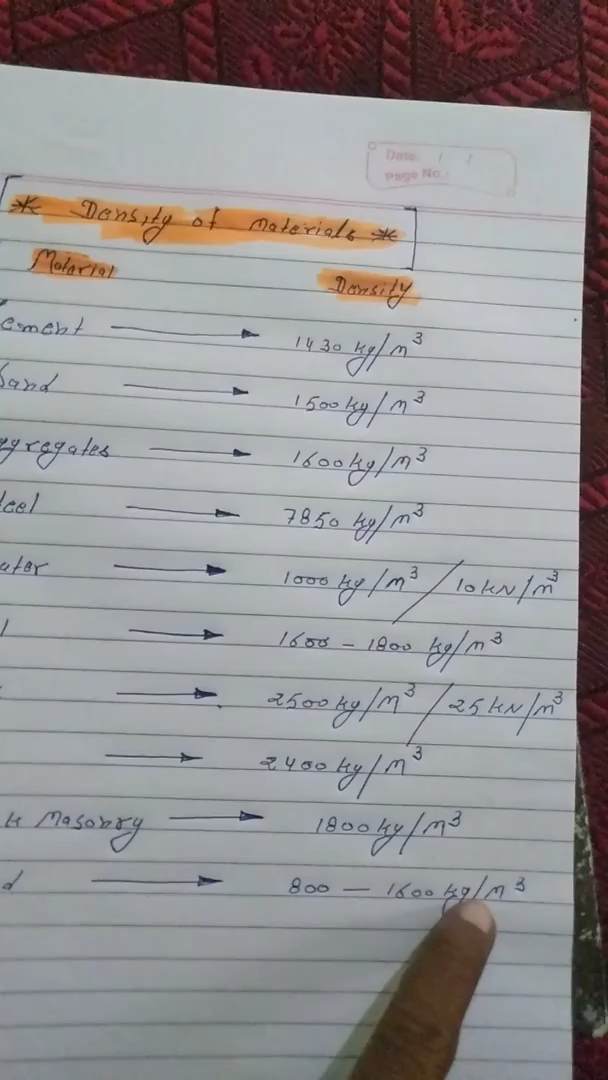 Date: / /
Page No.:
* Density of Materials *
Material Density
ement → 1430 kg/m³
Sand → 1500 kg/m³
aggregates → 1600 kg/m³
teel → 7850 kg/m³
ater → 1000 kg/m³ / 10 kN/m³
l → 1600 - 1800 kg/m³
→ 2500 kg/m³ / 25 kN/m³
→ 2400 kg/m³
k Masonry → 1800 kg/m³
d → 800 - 1600 kg/m³